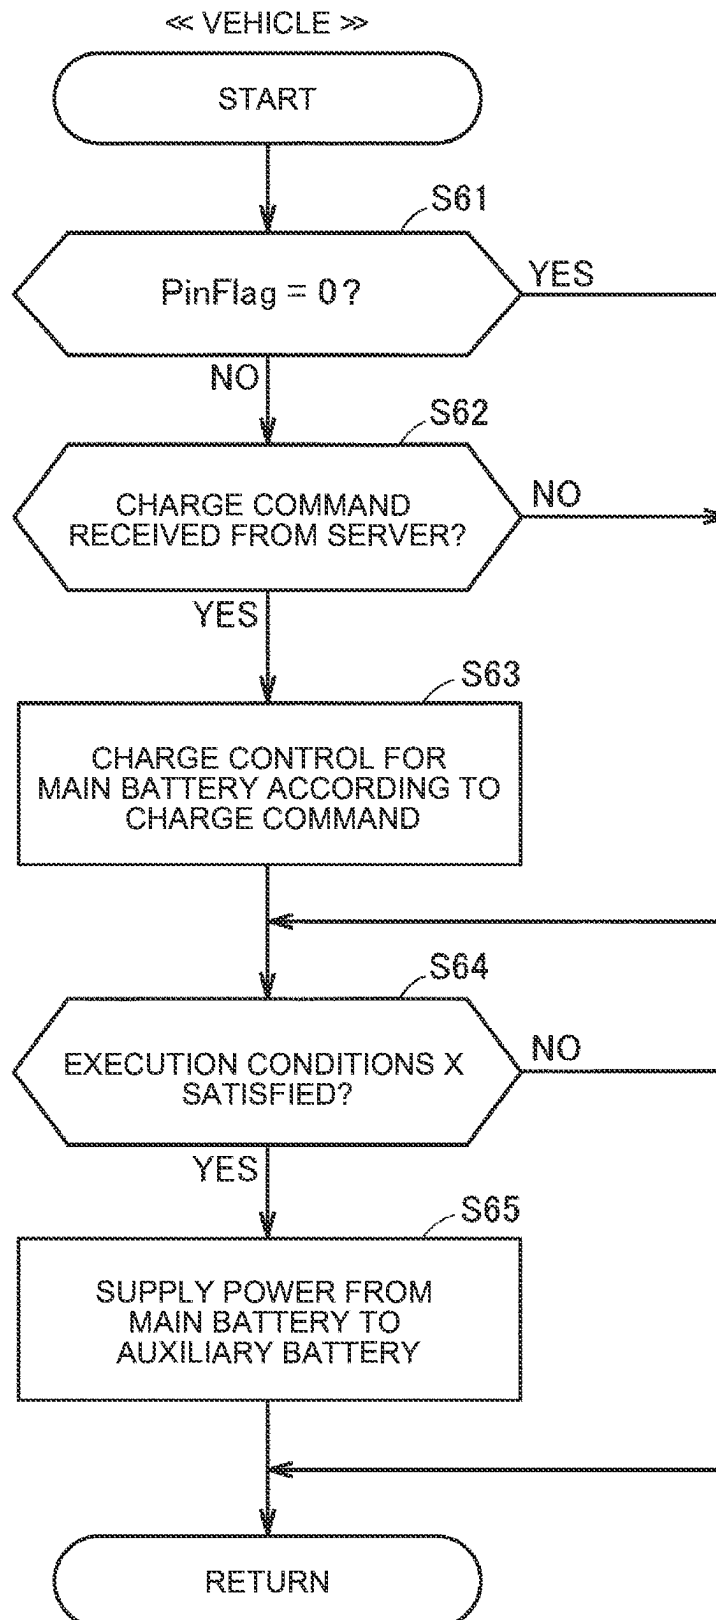 ≪ VEHICLE ≫
START
S61
PinFlag = 0?
YES
NO
S62
CHARGE COMMAND
RECEIVED FROM SERVER?
NO
YES
S63
CHARGE CONTROL FOR
MAIN BATTERY ACCORDING TO
CHARGE COMMAND
S64
EXECUTION CONDITIONS X
SATISFIED?
NO
YES
S65
SUPPLY POWER FROM
MAIN BATTERY TO
AUXILIARY BATTERY
RETURN